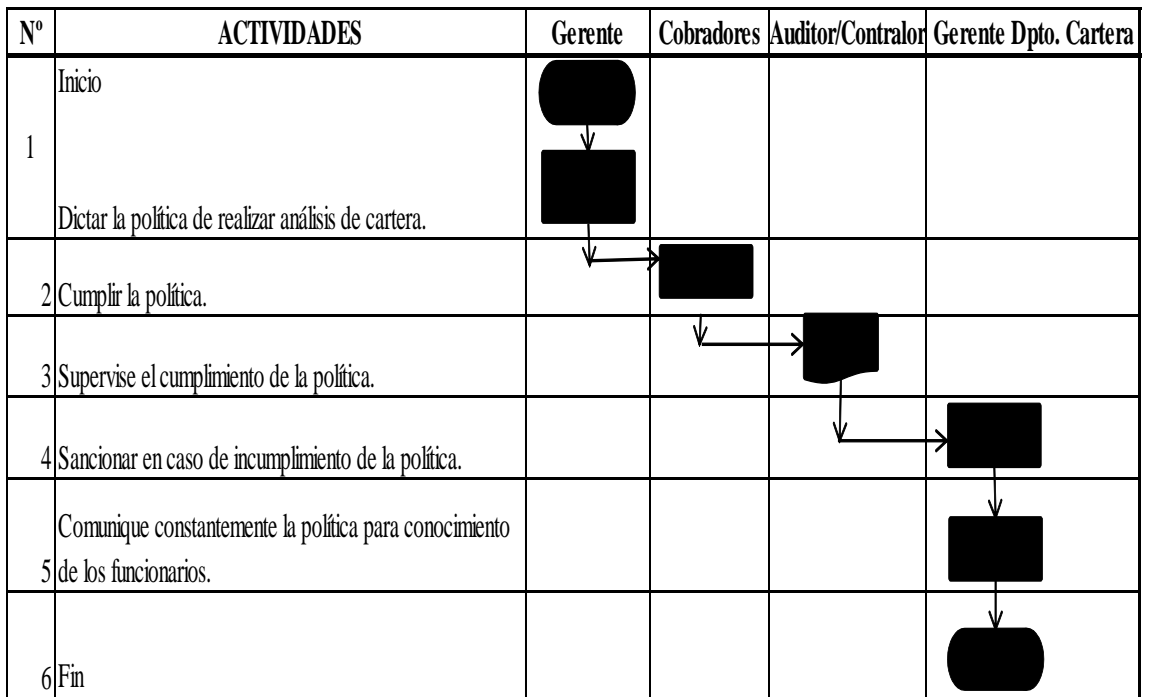 Nº ACTIVIDADES Gerente Cobradores Auditor/Contralor Gerente Dpto. Cartera
Inicio
1
Dictar la política de realizar análisis de cartera.
2 Cumplir la política.
3 Supervise el cumplimiento de la política.
4 Sancionar en caso de incumplimiento de la política.
Comunique constantemente la política para conocimiento
5 de los funcionarios.
6 Fin